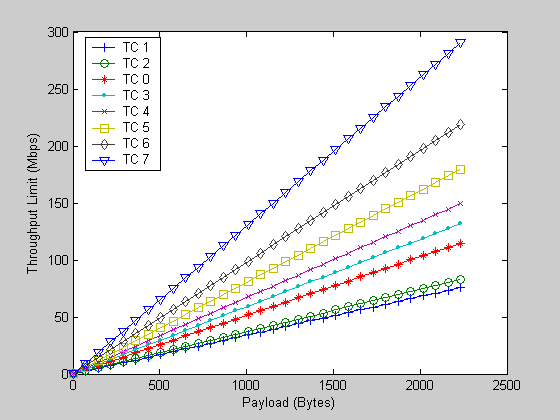 300
250
200
150
100
50
0
Throughput Limit (Mbps)
TC 1
TC 2
TC 0
TC 3
TC 4
TC 5
TC 6
TC 7
0 500 1000 1500 2000 2500
Payload (Bytes)